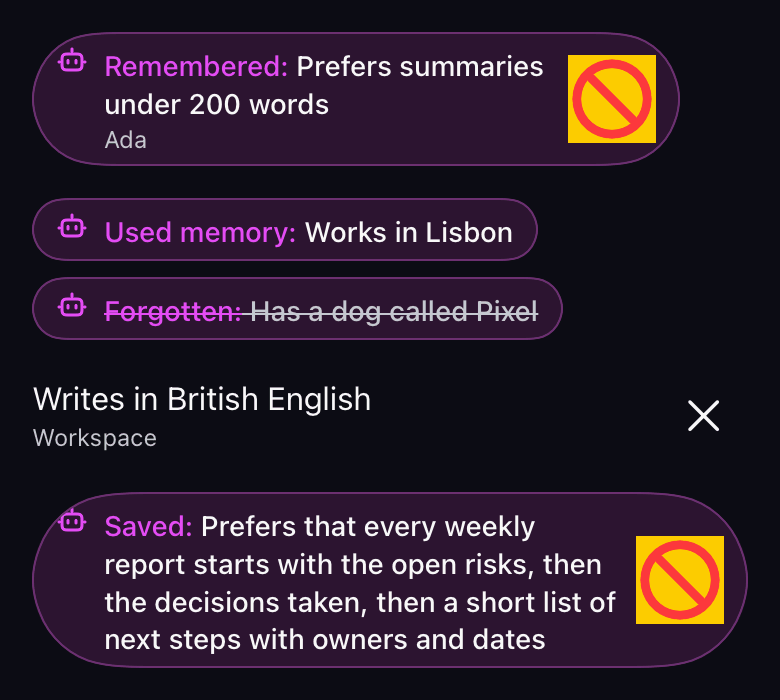 Remembered: Prefers summaries
under 200 words
Ada
Used memory: Works in Lisbon
Forgotten: Has a dog called Pixel
Writes in British English
Workspace
Saved: Prefers that every weekly
report starts with the open risks, then
the decisions taken, then a short list of
next steps with owners and dates